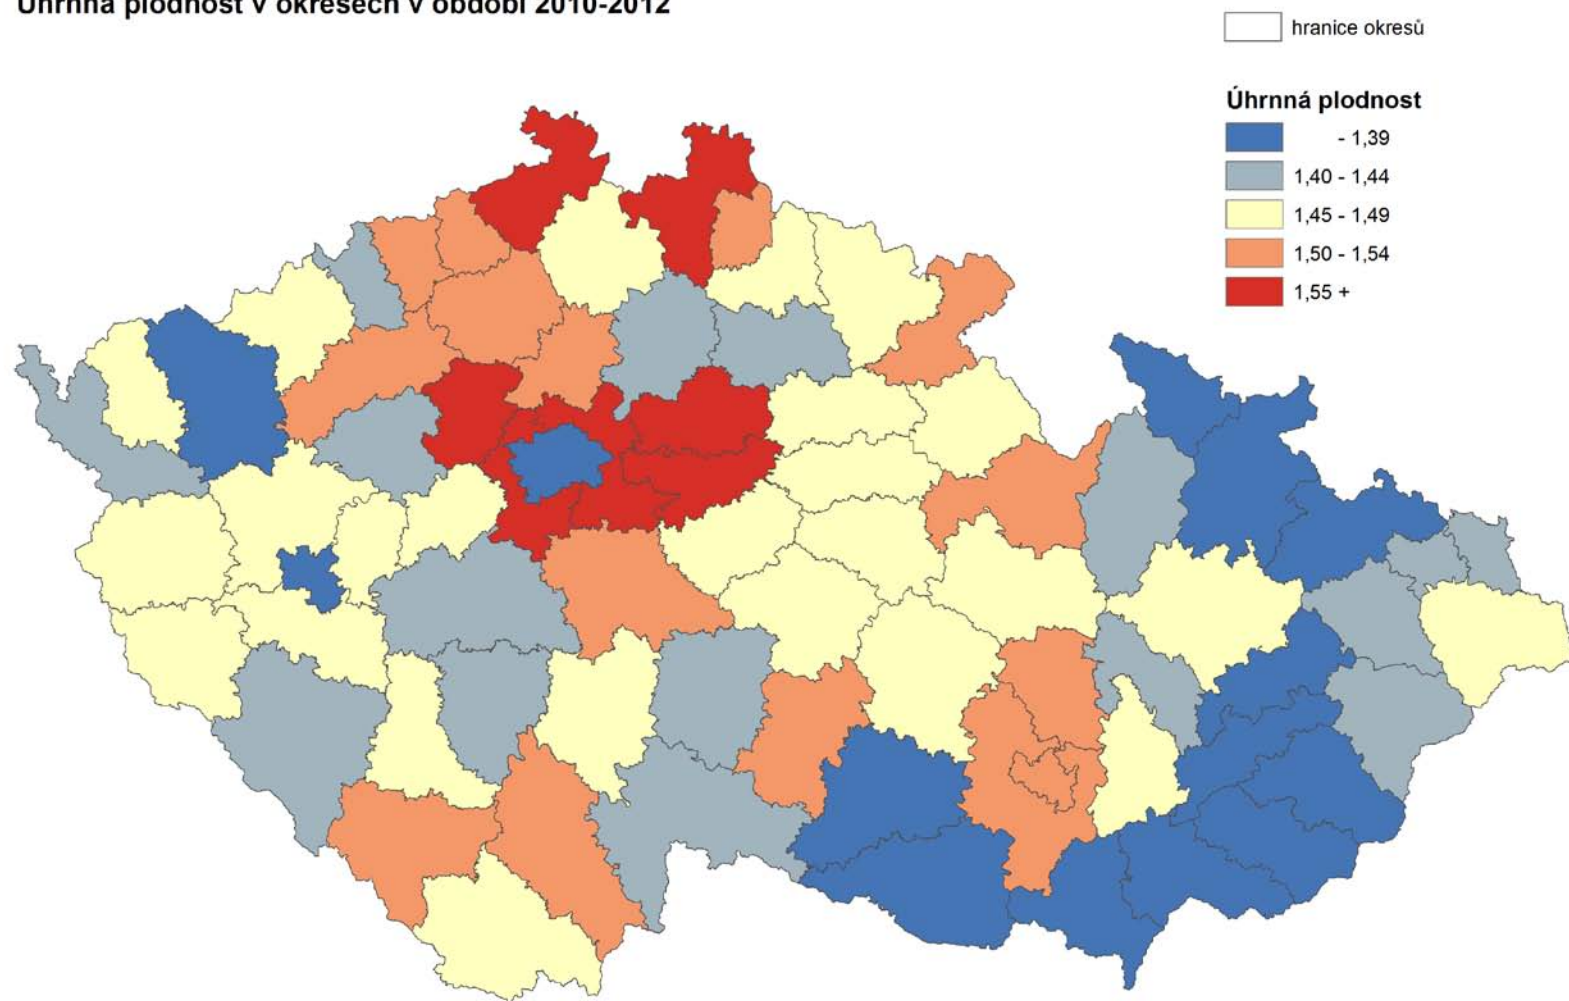 Úhrnná plodnost v okresech v období 2010-2012
hranice okresů
Úhrnná plodnost
- 1,39
1,40 - 1,44
1,45 - 1,49
1,50 - 1,54
1,55 +